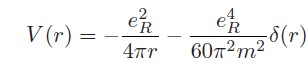 V(r) = -\frac{e_R^2}{4\pi r} - \frac{e_R^4}{60\pi^2 m^2} \delta(r)